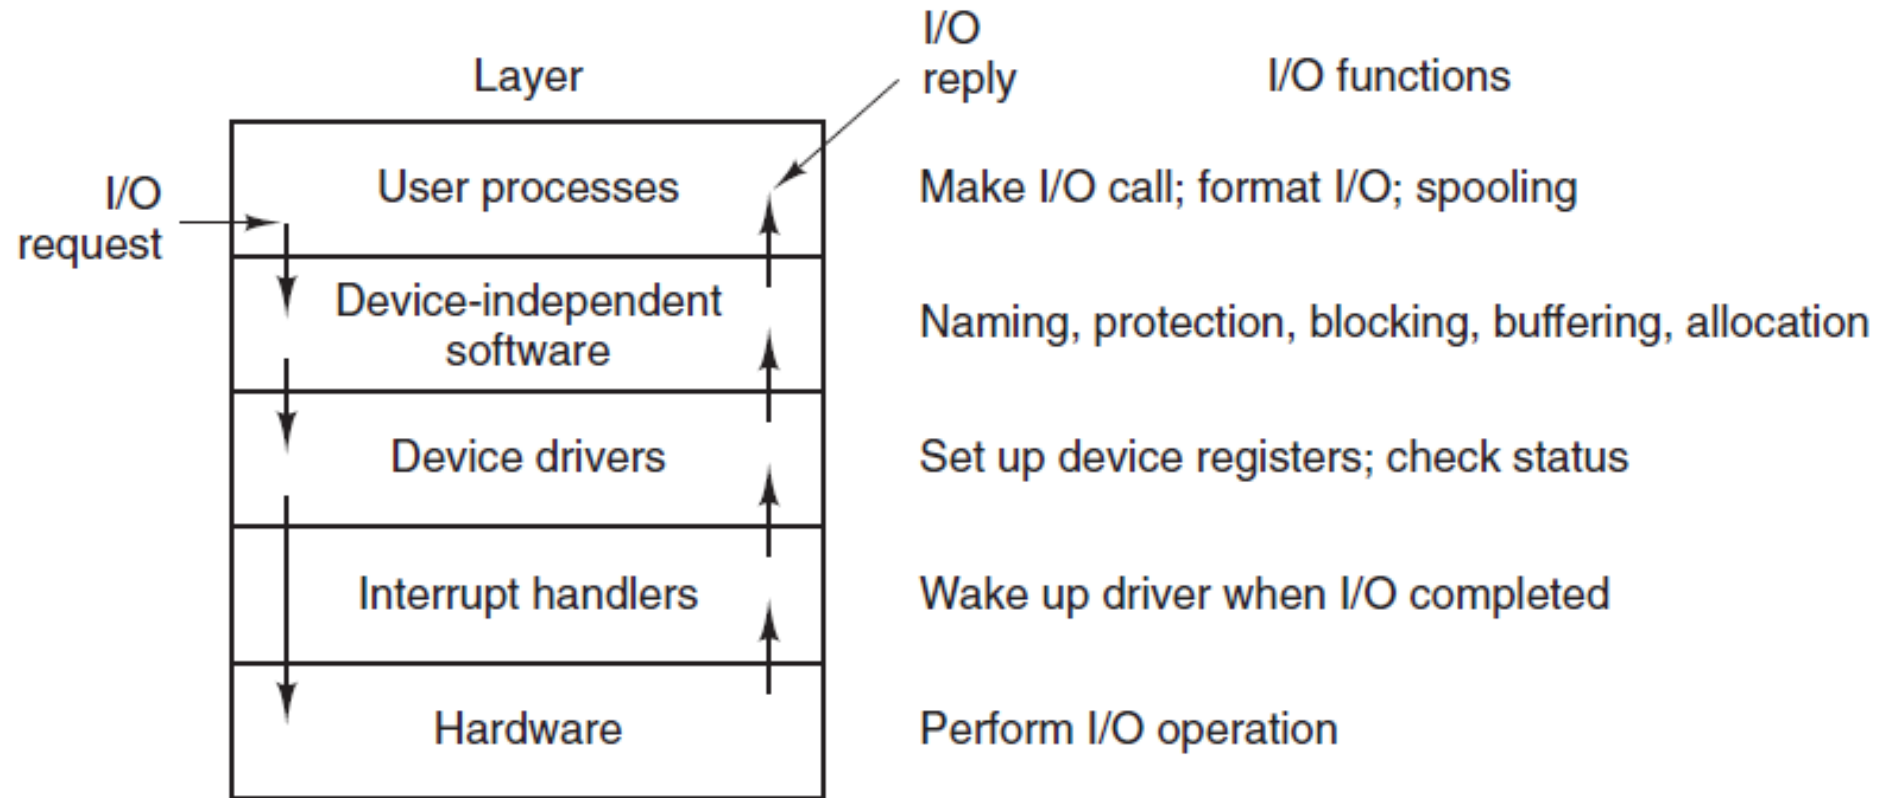 I/O
reply
Layer
I/O functions
I/O
request
User processes
Make I/O call; format I/O; spooling
Device-independent
software
Naming, protection, blocking, buffering, allocation
Device drivers
Set up device registers; check status
Interrupt handlers
Wake up driver when I/O completed
Hardware
Perform I/O operation